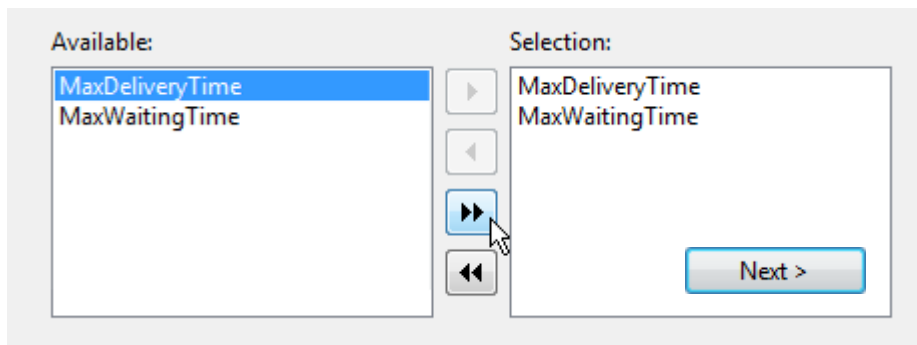 Available:
MaxDeliveryTime
MaxWaitingTime
Selection:
MaxDeliveryTime
MaxWaitingTime
Next >